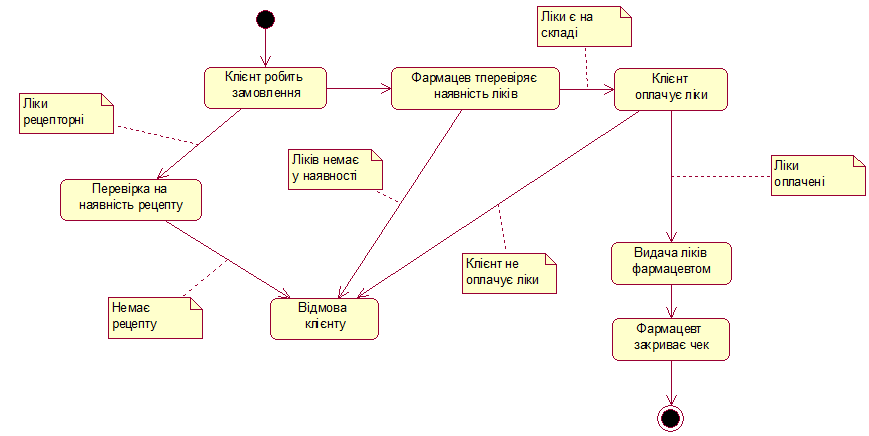 Ліки є на
складі
Клієнт робить
замовлення
Фармацев тперевіряє
наявність ліків
Клієнт
оплачує ліки
Ліки
рецепторні
Ліків немає
у наявності
Ліки
оплачені
Перевірка на
наявність рецепту
Клієнт не
оплачує ліки
Видача ліків
фармацевтом
Немає
рецепту
Відмова
клієнту
Фармацевт
закриває чек